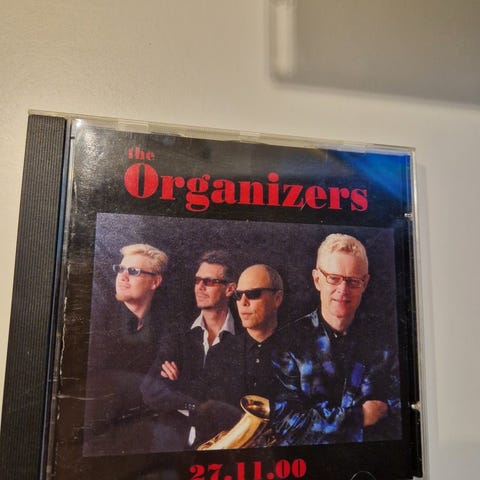 the
Organizers
27.11.00